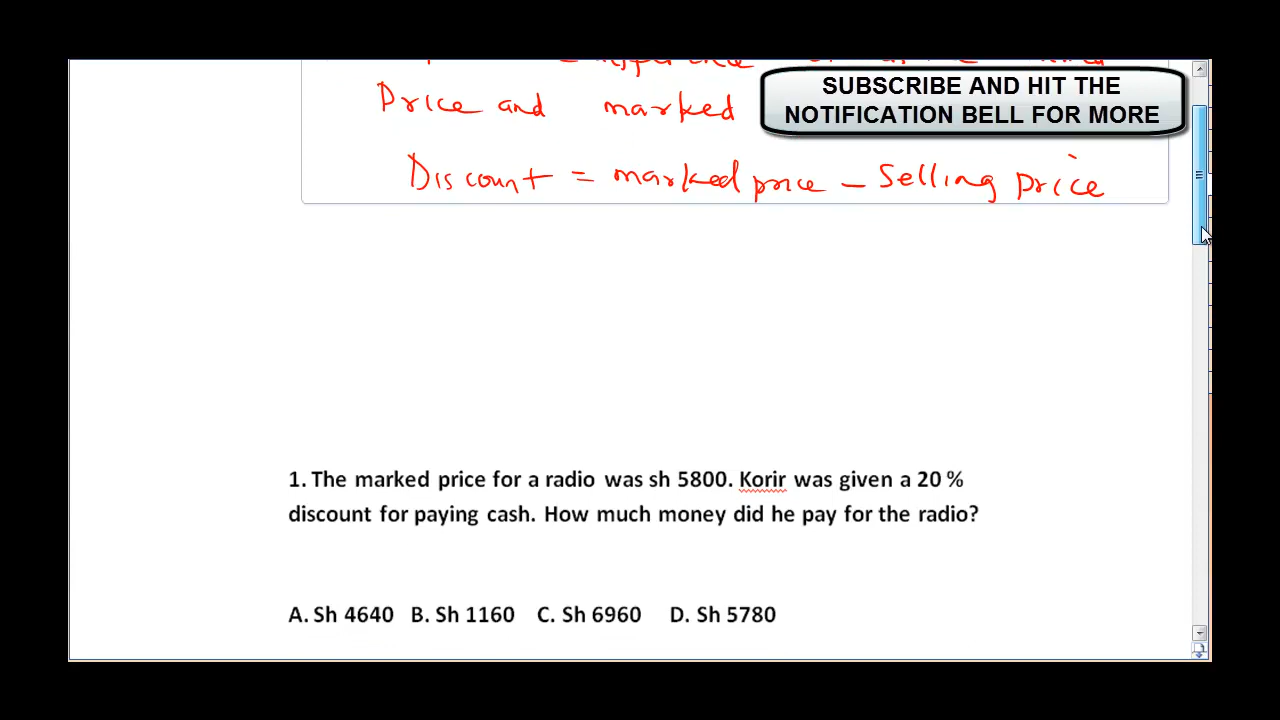 SUBSCRIBE AND HIT THE
NOTIFICATION BELL FOR MORE
Price and marked
Discount = marked price - Selling price
1. The marked price for a radio was sh 5800. Korir was given a 20 %
discount for paying cash. How much money did he pay for the radio?
A. Sh 4640 B. Sh 1160 C. Sh 6960 D. Sh 5780